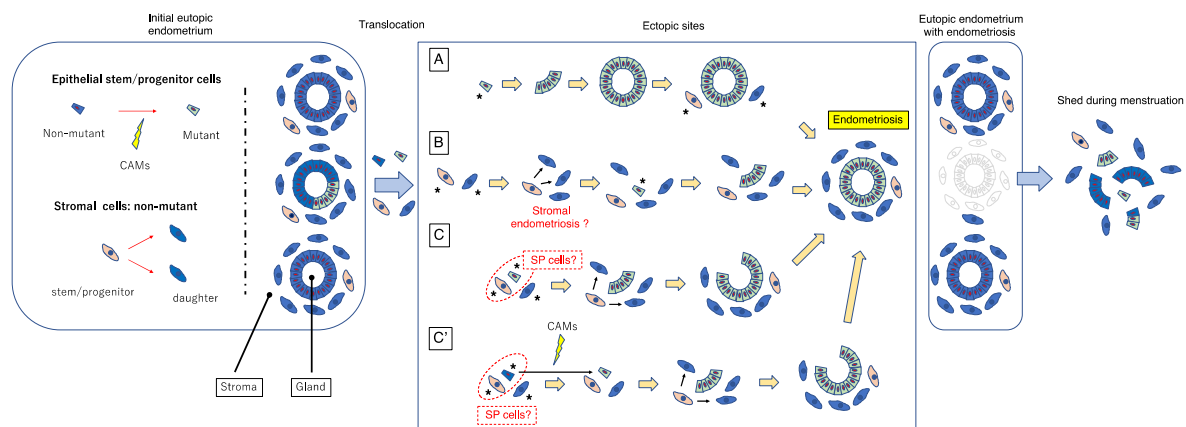 Initial eutopic
endometrium
Epithelial stem/progenitor cells
Non-mutant
CAMs
Mutant
Stromal cells: non-mutant
stem/progenitor
daughter
Stroma
Gland
Translocation
Ectopic sites
A
*
*
*
B
*
*
*
Stromal
endometriosis ?
C
SP cells?
*
*
*
C'
CAMs
*
*
*
SP cells?
Endometriosis
Eutopic endometrium
with endometriosis
Shed during menstruation